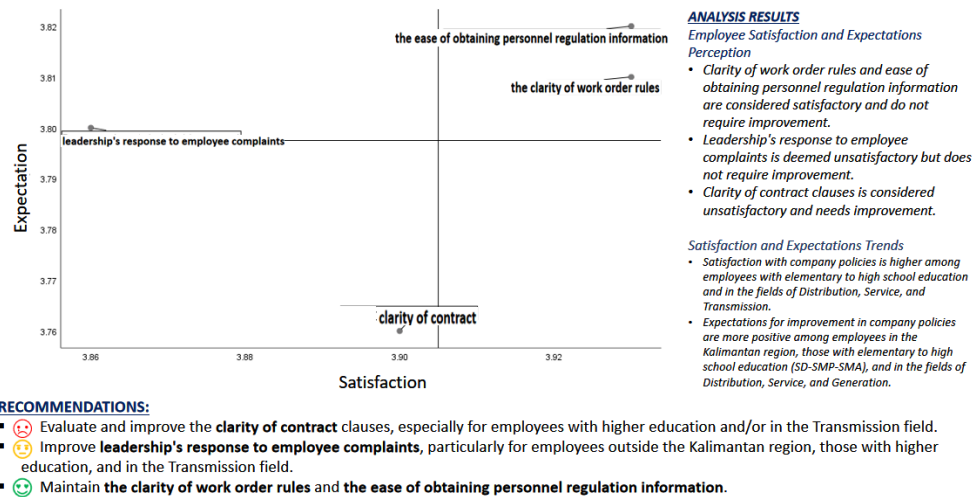 3.82
3.81
3.80
3.79
3.78
3.77
3.76
Expectation
the ease of obtaining personnel regulation information
the clarity of work order rules
leadership's response to employee complaints
clarity of contract
3.86
3.88
3.90
3.92
Satisfaction
ANALYSIS RESULTS
Employee Satisfaction and Expectations
Perception
• Clarity of work order rules and ease of
obtaining personnel regulation information
are considered satisfactory and do not
require improvement.
• Leadership's response to employee
complaints is deemed unsatisfactory but does
not require improvement.
• Clarity of contract clauses is considered
unsatisfactory and needs improvement.
Satisfaction and Expectations Trends
• Satisfaction with company policies is higher among
employees with elementary to high school education
and in the fields of Distribution, Service, and
Transmission.
• Expectations for improvement in company policies
are more positive among employees in the
Kalimantan region, those with elementary to high
school education (SD-SMP-SMA), and in the fields of
Distribution, Service, and Generation.
RECOMMENDATIONS:
▪ Evaluate and improve the clarity of contract clauses, especially for employees with higher education and/or in the Transmission field.
▪ Improve leadership's response to employee complaints, particularly for employees outside the Kalimantan region, those with higher
education, and in the Transmission field.
▪ Maintain the clarity of work order rules and the ease of obtaining personnel regulation information.